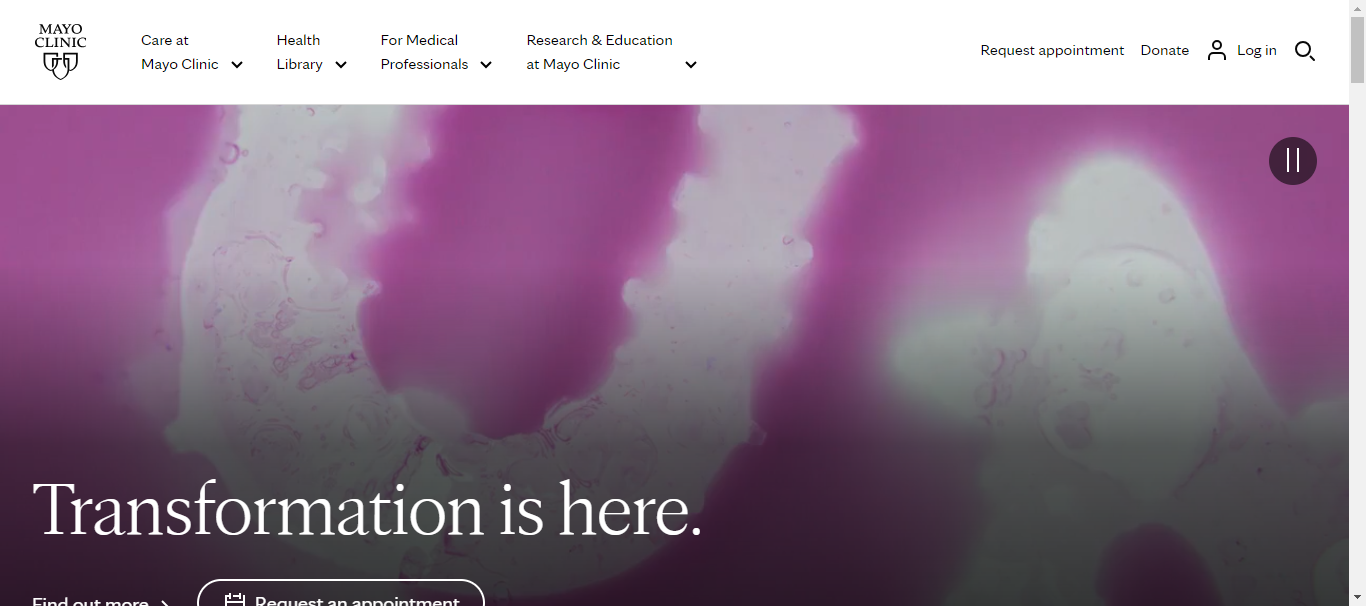 MAYO
CLINIC
Care at
Mayo Clinic
Health
Library
For Medical
Professionals
Research & Education
at Mayo Clinic
Request appointment
Donate
Log in
Transformation is here.
Find out more
Request an appointment